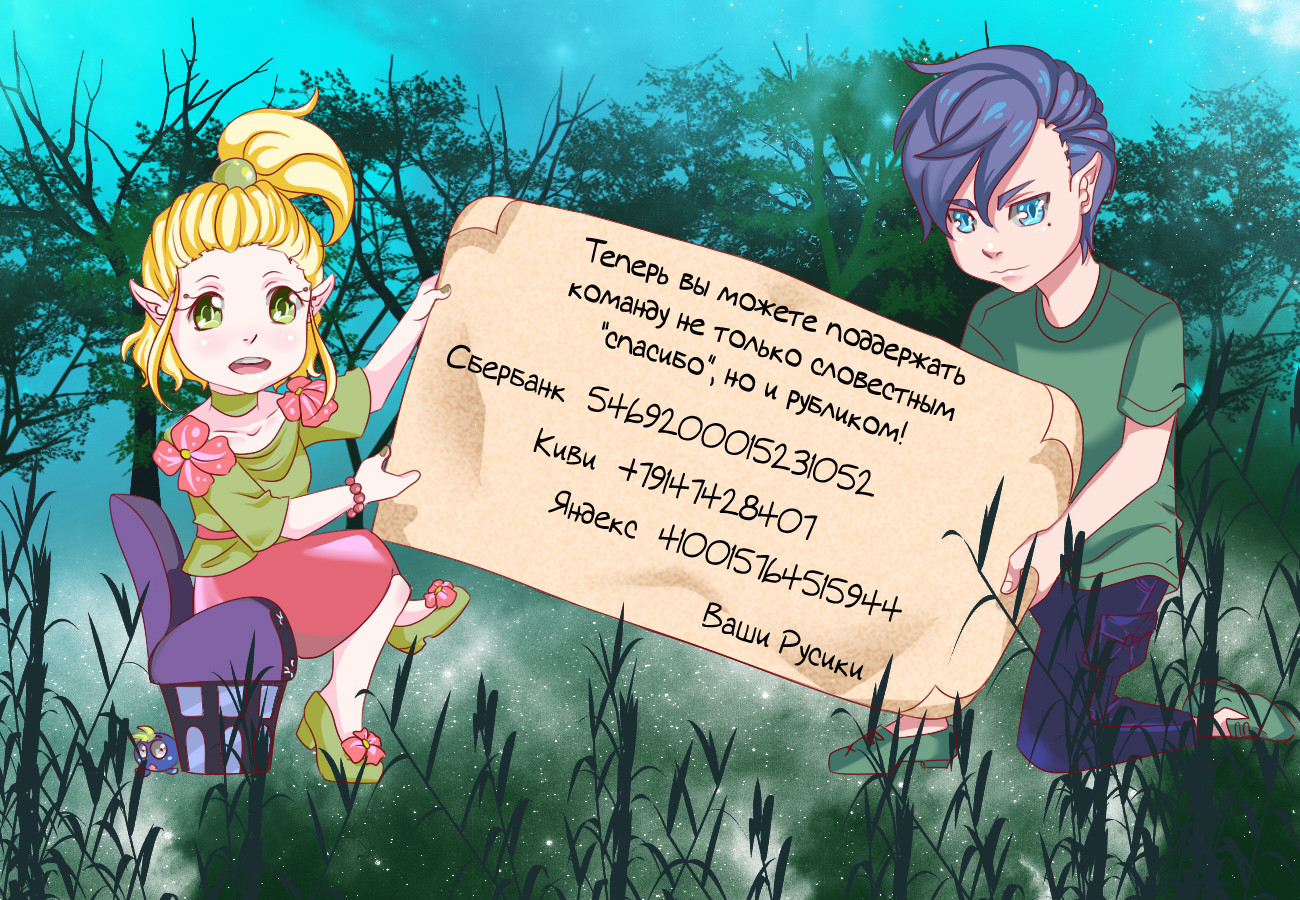 Теперь вы можете поддержать
команду не только словестным
"спасибо", но и рубликом!
Сбербанк 5469200015231052
Киви +79147428407
Яндекс 410015764515944
Ваши Русики